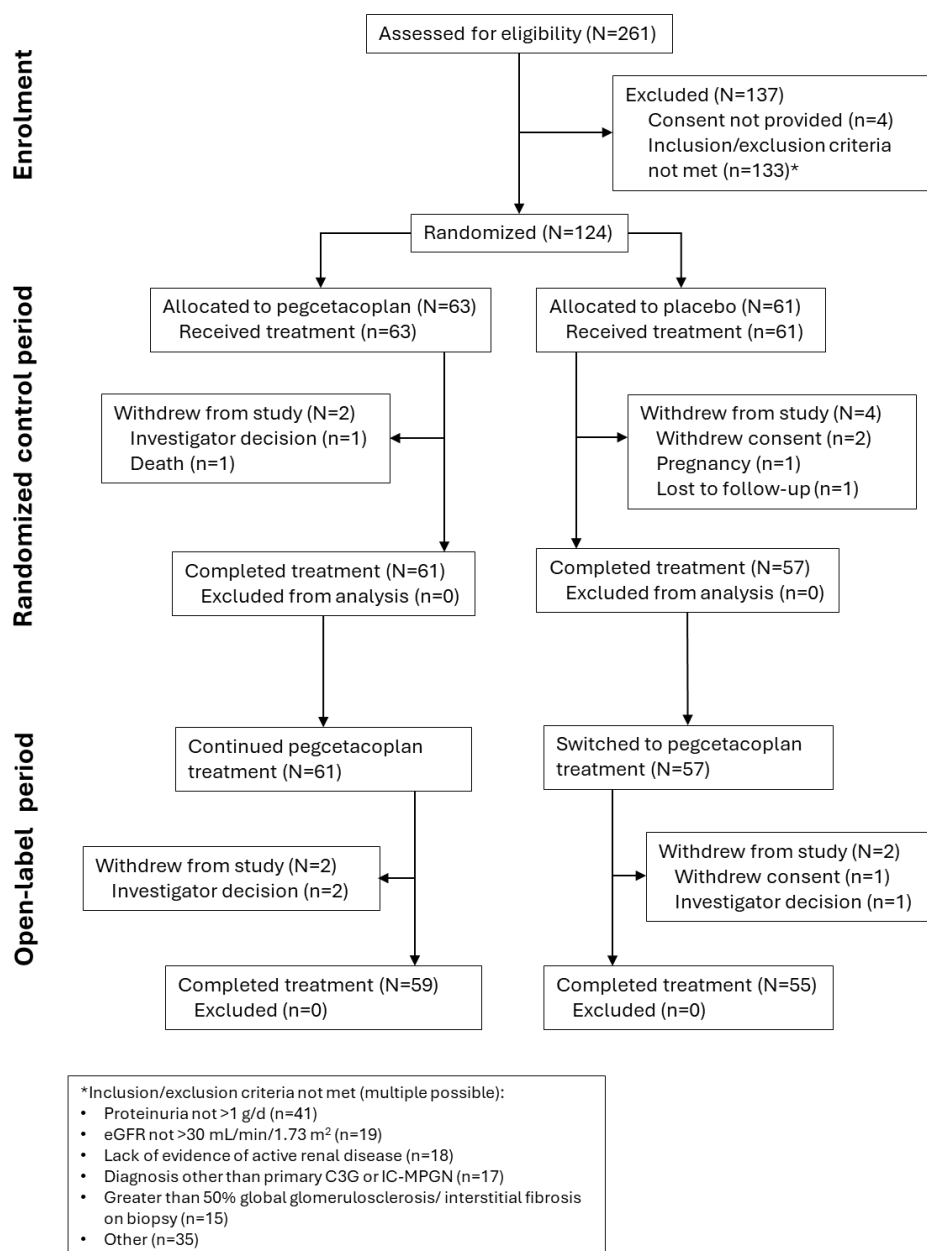 Enrolment
Assessed for eligibility (N=261)
Excluded (N=137)
Consent not provided (n=4)
Inclusion/exclusion criteria
not met (n=133)*
Randomized (N=124)
Randomized control period
Allocated to pegcetacoplan (N=63)
Received treatment (n=63)
Allocated to placebo (N=61)
Received treatment (n=61)
Withdrew from study (N=2)
Investigator decision (n=1)
Death (n=1)
Withdrew from study (N=4)
Withdrew consent (n=2)
Pregnancy (n=1)
Lost to follow-up (n=1)
Completed treatment (N=61)
Excluded from analysis (n=0)
Completed treatment (N=57)
Excluded from analysis (n=0)
Open-label period
Continued pegcetacoplan
treatment (N=61)
Switched to pegcetacoplan
treatment (N=57)
Withdrew from study (N=2)
Investigator decision (n=2)
Withdrew from study (N=2)
Withdrew consent (n=1)
Investigator decision (n=1)
Completed treatment (N=59)
Excluded (n=0)
Completed treatment (N=55)
Excluded (n=0)
*Inclusion/exclusion criteria not met (multiple possible):
• Proteinuria not >1 g/d (n=41)
• eGFR not >30 mL/min/1.73 m² (n=19)
• Lack of evidence of active renal disease (n=18)
• Diagnosis other than primary C3G or IC-MPGN (n=17)
• Greater than 50% global glomerulosclerosis/ interstitial fibrosis
on biopsy (n=15)
• Other (n=35)